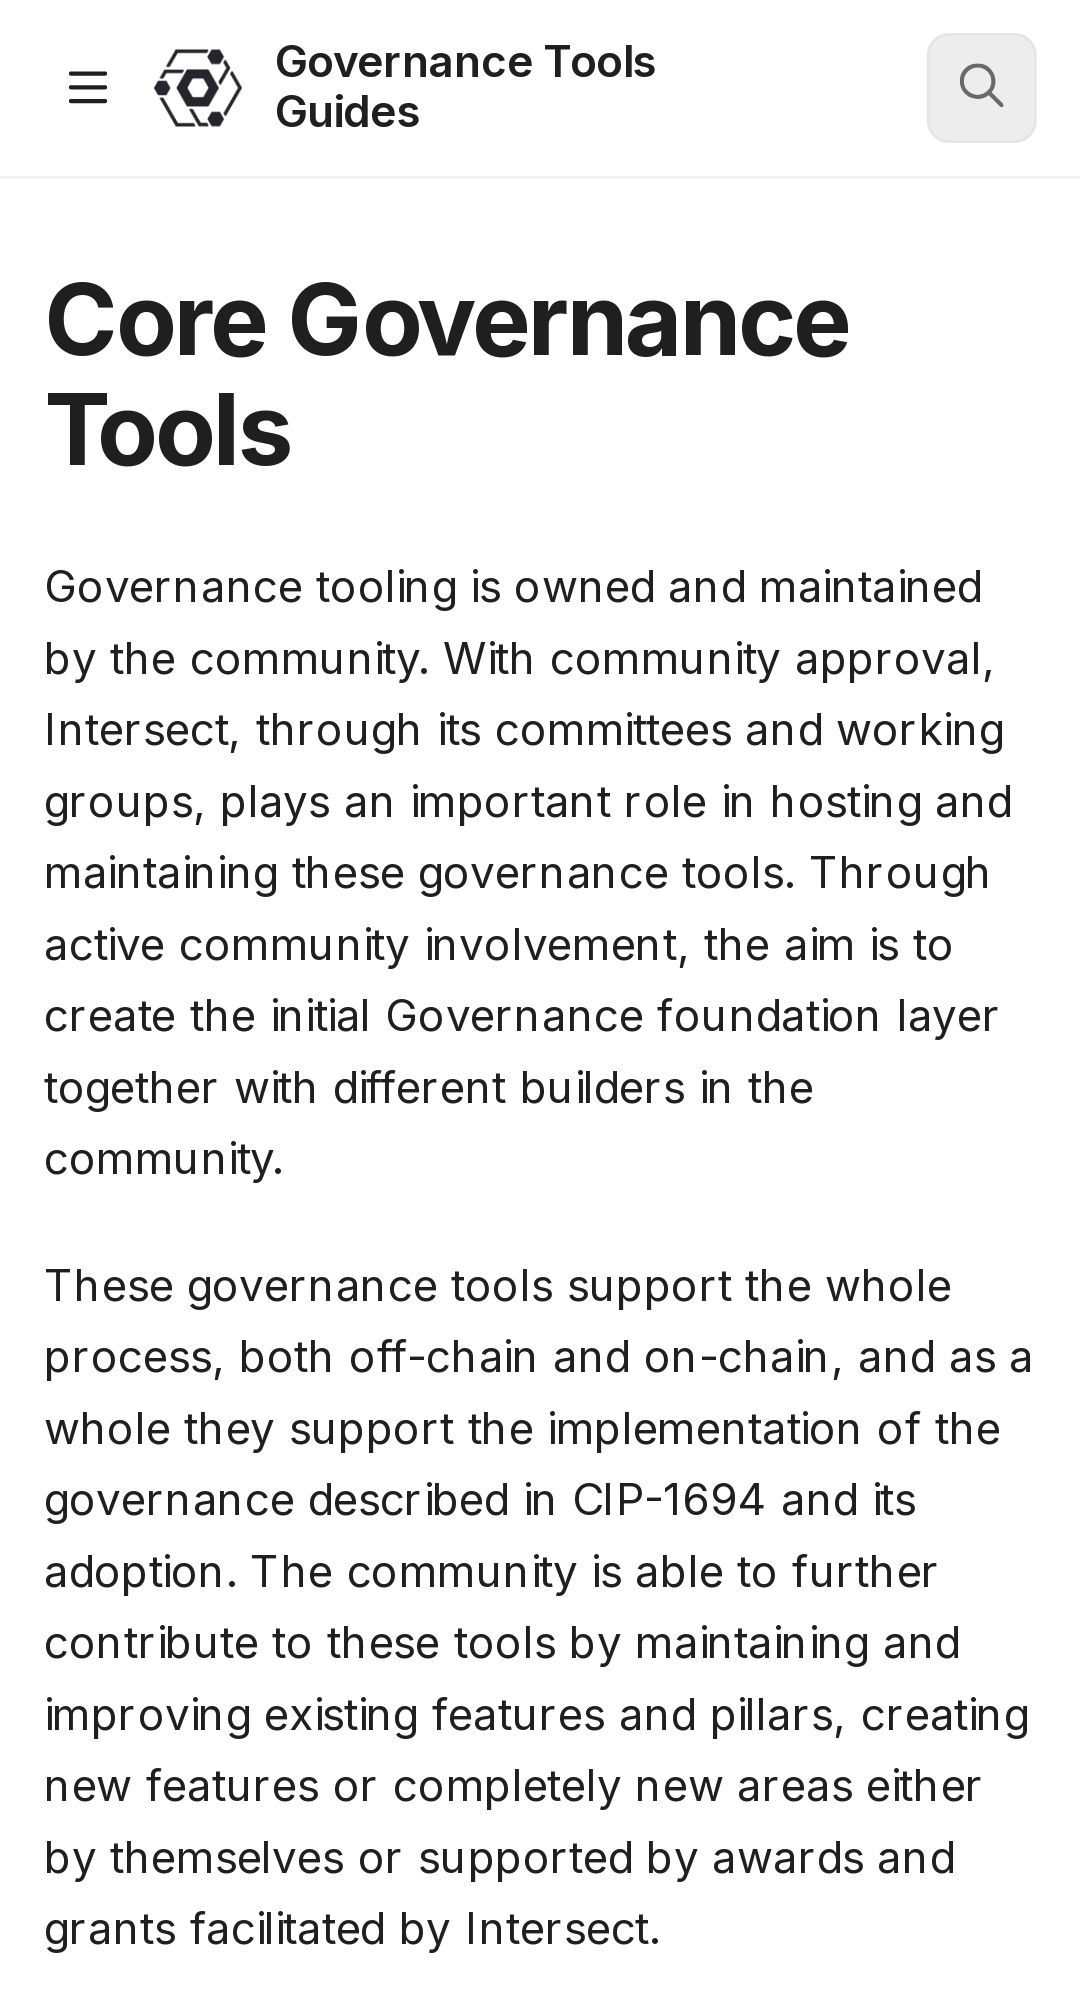 Governance Tools
Guides
Core Governance
Tools
Governance tooling is owned and maintained
by the community. With community approval,
Intersect, through its committees and working
groups, plays an important role in hosting and
maintaining these governance tools. Through
active community involvement, the aim is to
create the initial Governance foundation layer
together with different builders in the
community.
These governance tools support the whole
process, both off-chain and on-chain, and as a
whole they support the implementation of the
governance described in CIP-1694 and its
adoption. The community is able to further
contribute to these tools by maintaining and
improving existing features and pillars, creating
new features or completely new areas either
by themselves or supported by awards and
grants facilitated by Intersect.